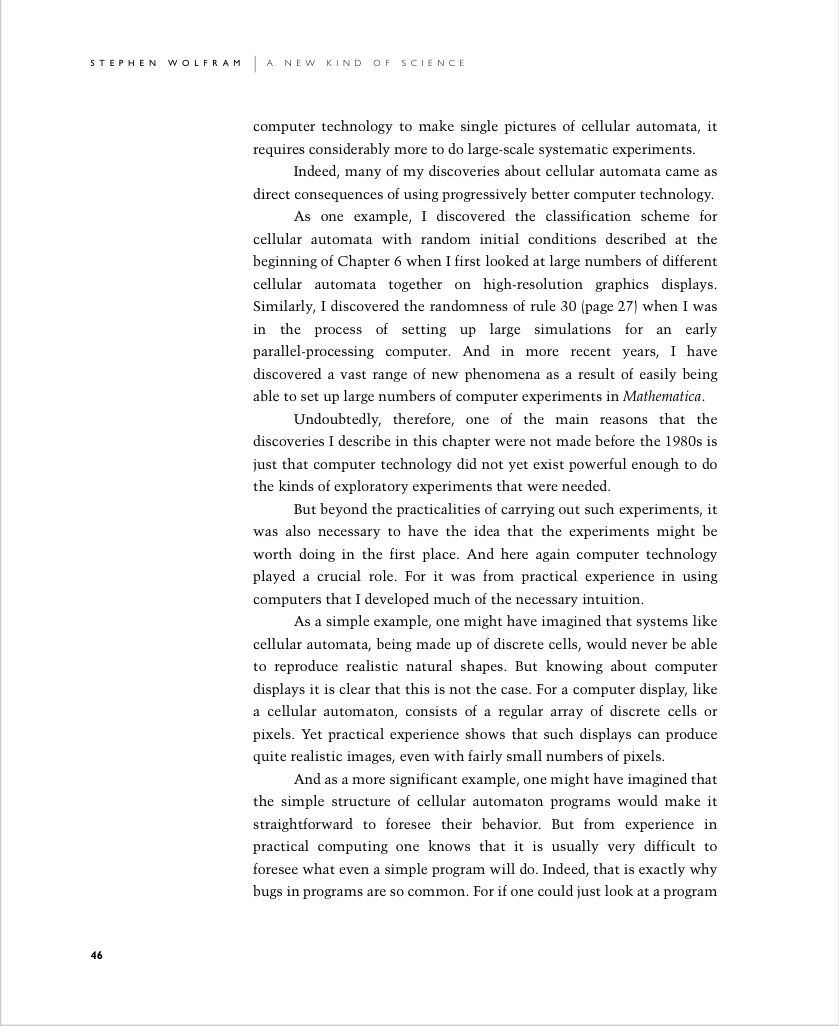 STEPHEN WOLFRAM | A NEW KIND OF SCIENCE
computer technology to make single pictures of cellular automata, it
requires considerably more to do large-scale systematic experiments.
Indeed, many of my discoveries about cellular automata came as
direct consequences of using progressively better computer technology.
As one example, I discovered the classification scheme for
cellular automata with random initial conditions described at the
beginning of Chapter 6 when I first looked at large numbers of different
cellular automata together on high-resolution graphics displays.
Similarly, I discovered the randomness of rule 30 (page 27) when I was
in the process of setting up large simulations for an early
parallel-processing computer. And in more recent years, I have
discovered a vast range of new phenomena as a result of easily being
able to set up large numbers of computer experiments in Mathematica.
Undoubtedly, therefore, one of the main reasons that the
discoveries I describe in this chapter were not made before the 1980s is
just that computer technology did not yet exist powerful enough to do
the kinds of exploratory experiments that were needed.
But beyond the practicalities of carrying out such experiments, it
was also necessary to have the idea that the experiments might be
worth doing in the first place. And here again computer technology
played a crucial role. For it was from practical experience in using
computers that I developed much of the necessary intuition.
As a simple example, one might have imagined that systems like
cellular automata, being made up of discrete cells, would never be able
to reproduce realistic natural shapes. But knowing about computer
displays it is clear that this is not the case. For a computer display, like
a cellular automaton, consists of a regular array of discrete cells or
pixels. Yet practical experience shows that such displays can produce
quite realistic images, even with fairly small numbers of pixels.
And as a more significant example, one might have imagined that
the simple structure of cellular automaton programs would make it
straightforward to foresee their behavior. But from experience in
practical computing one knows that it is usually very difficult to
foresee what even a simple program will do. Indeed, that is exactly why
bugs in programs are so common. For if one could just look at a program
46